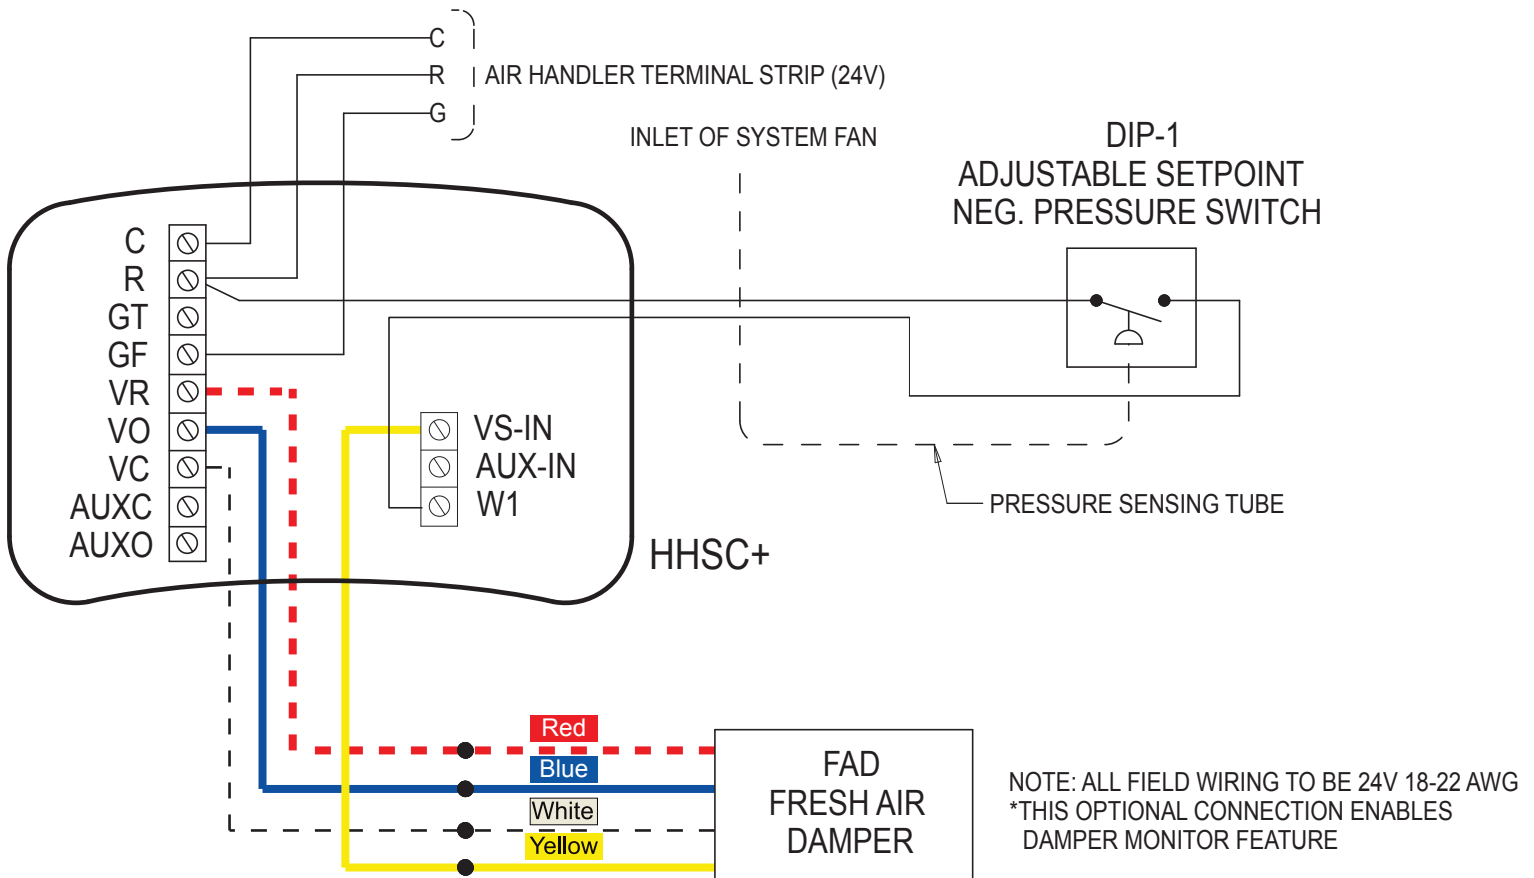 C
R
G
AIR HANDLER TERMINAL STRIP (24V)
INLET OF SYSTEM FAN
DIP-1
ADJUSTABLE SETPOINT
NEG. PRESSURE SWITCH
C
R
GT
GF
VR
VO
VC
AUXC
AUXO
VS-IN
AUX-IN
W1
PRESSURE SENSING TUBE
HHSC+
Red
Blue
White
Yellow
FAD
FRESH AIR
DAMPER
NOTE: ALL FIELD WIRING TO BE 24V 18-22 AWG
*THIS OPTIONAL CONNECTION ENABLES
DAMPER MONITOR FEATURE